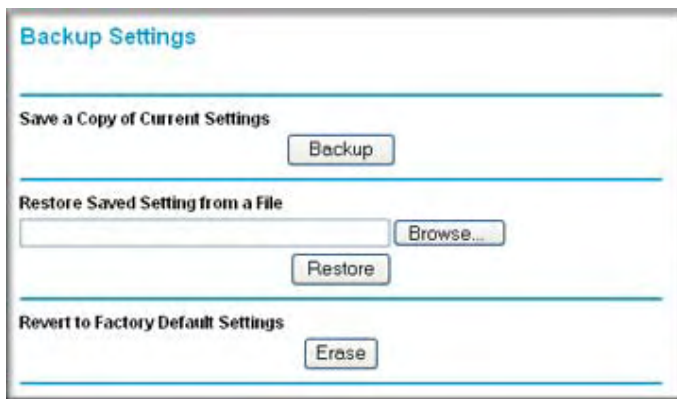 Backup Settings
Save a Copy of Current Settings
Backup
Restore Saved Setting from a File
Browse...
Restore
Revert to Factory Default Settings
Erase